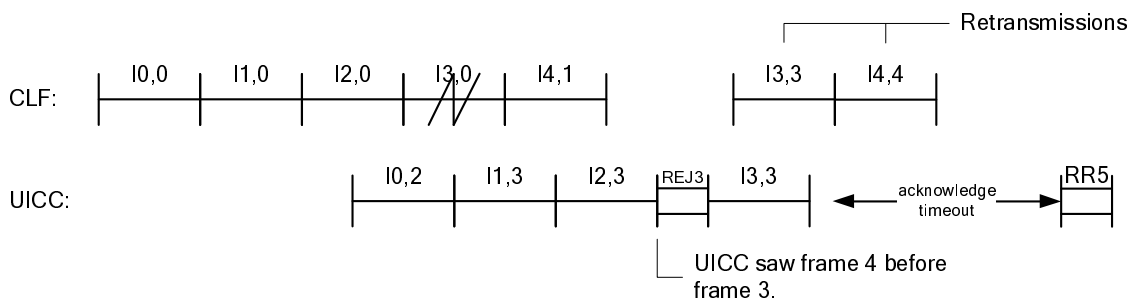 Retransmissions
I0,0 I1,0 I2,0 I3,0 I4,1 I3,3 I4,4
CLF:
I0,2 I1,3 I2,3 REJ3 I3,3 RR5
UICC:
acknowledge
timeout
UICC saw frame 4 before
frame 3.